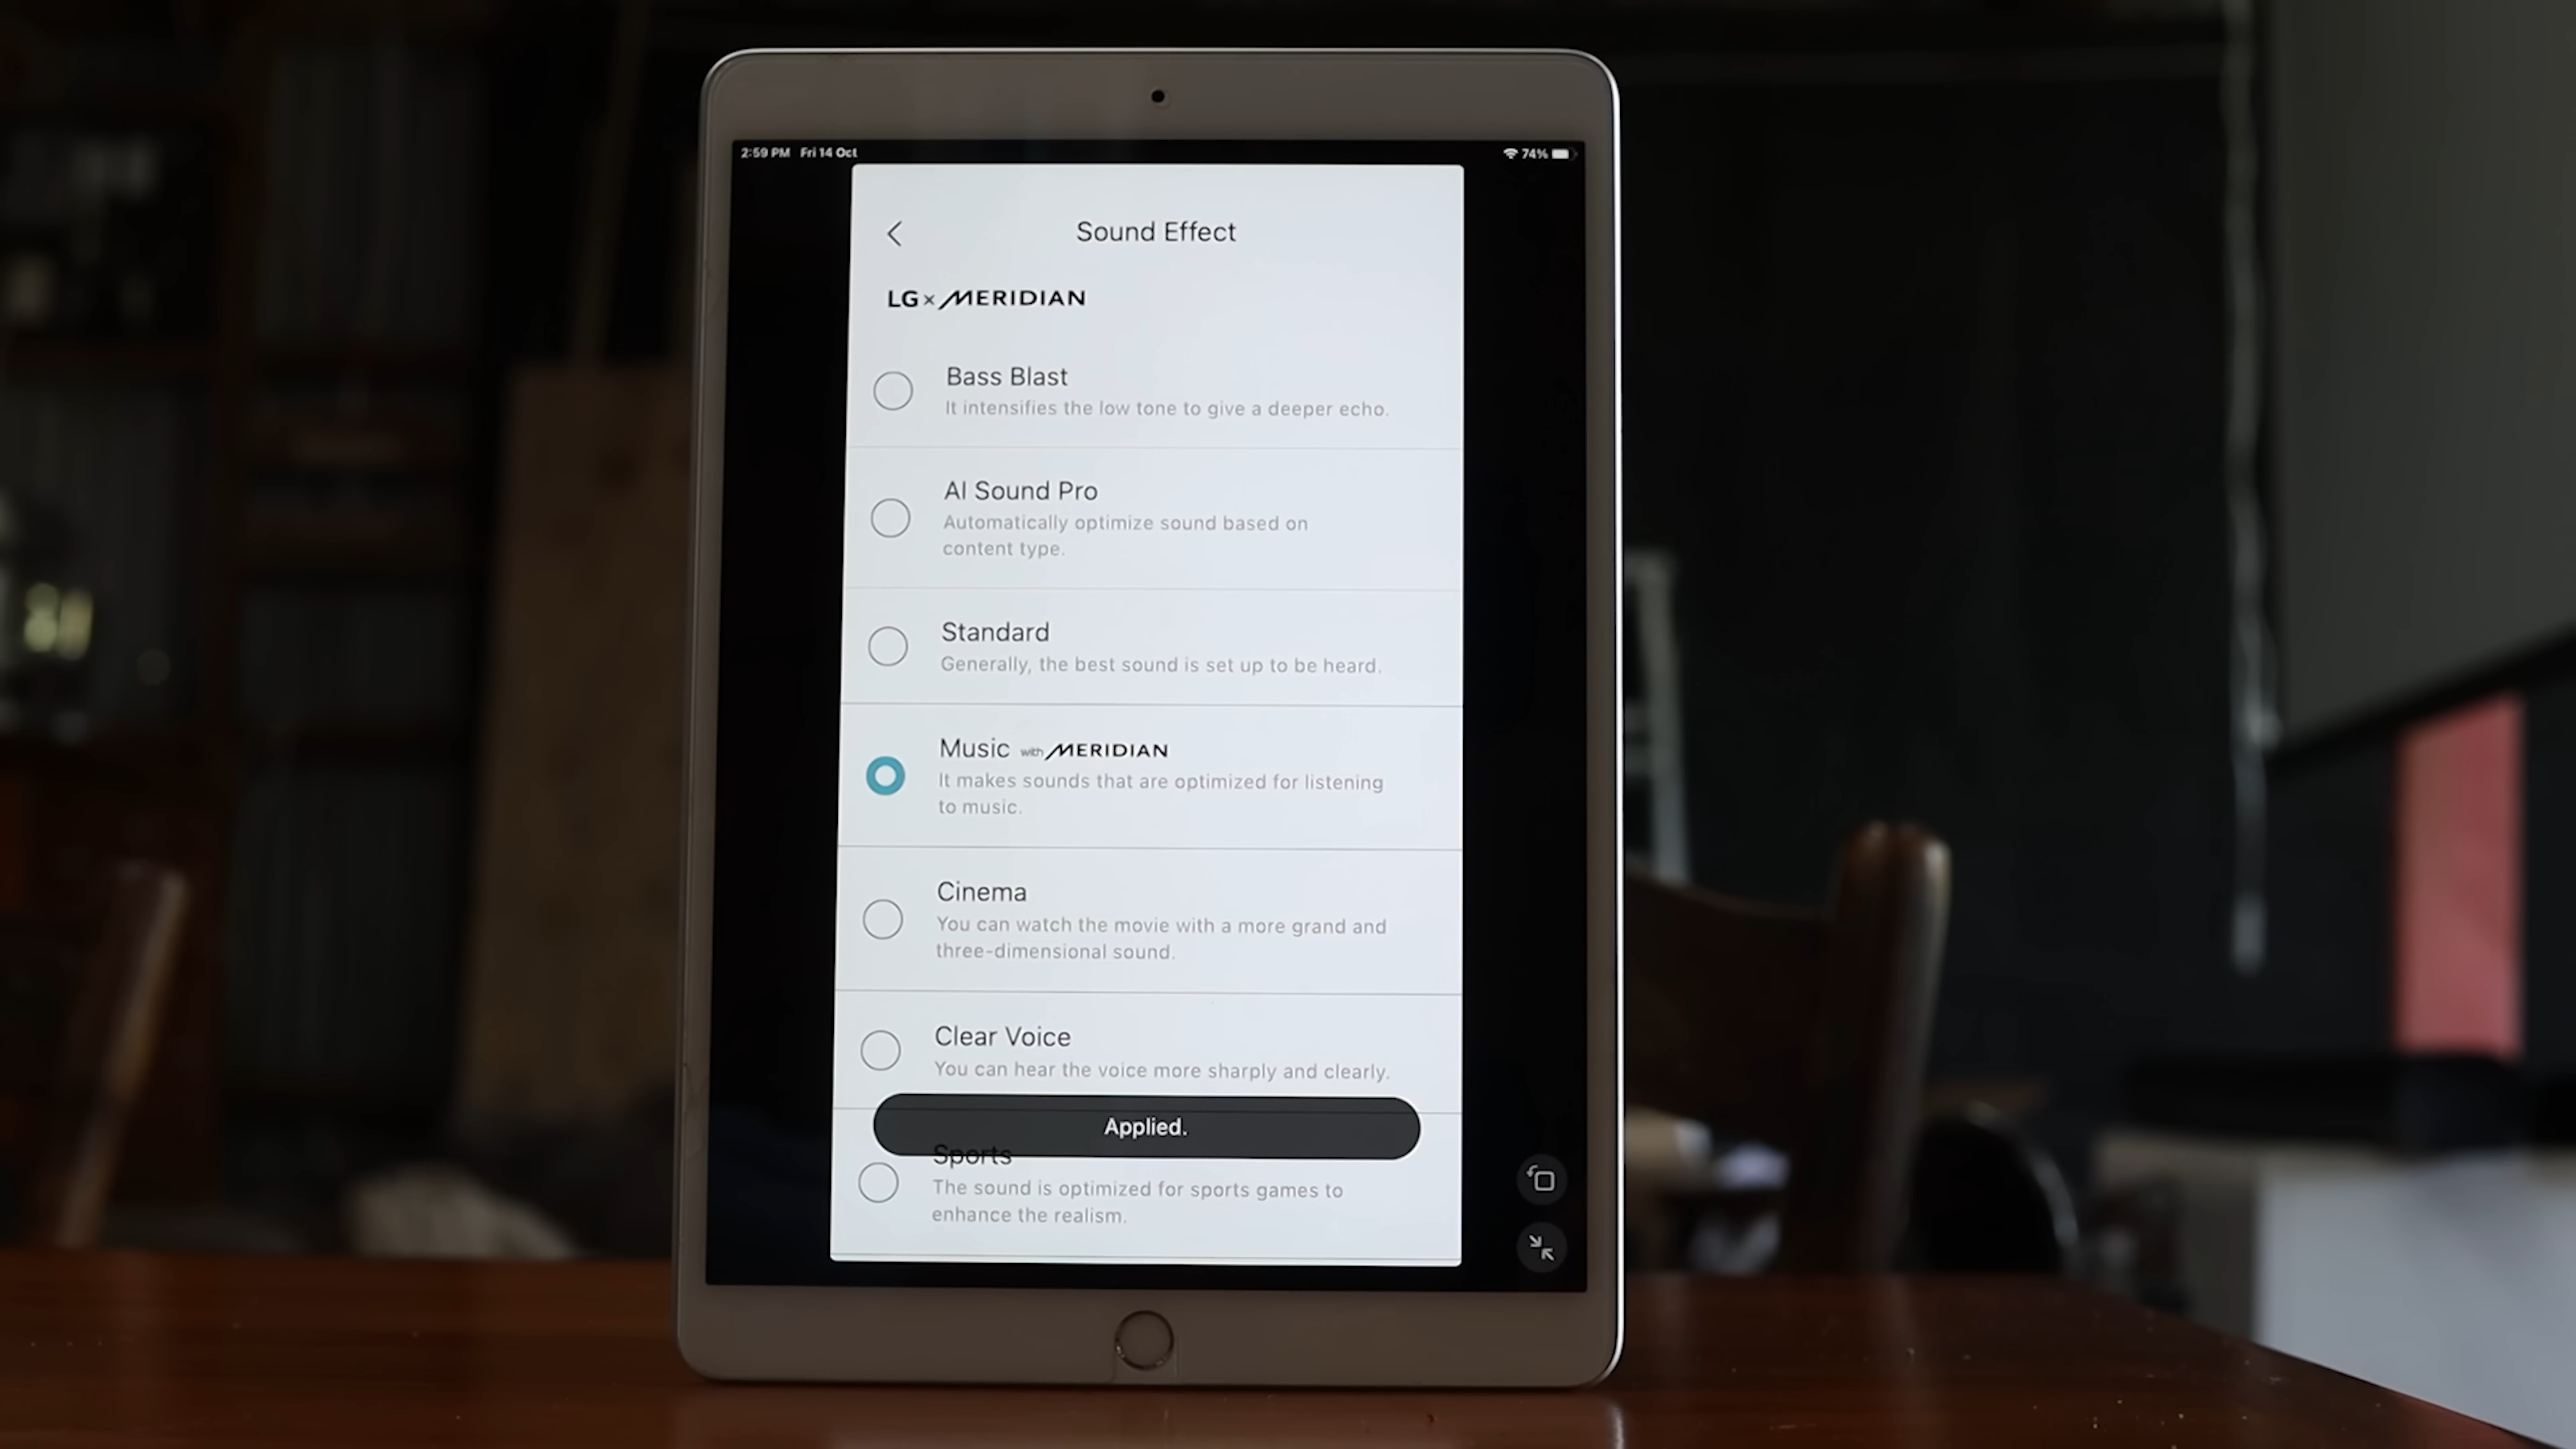 2:59 PM Fri 14 Oct
74%
Sound Effect
LG x MERIDIAN
Bass Blast
It intensifies the low tone to give a deeper echo.
AI Sound Pro
Automatically optimize sound based on
content type.
Standard
Generally, the best sound is set up to be heard.
Music with MERIDIAN
It makes sounds that are optimized for listening
to music.
Cinema
You can watch the movie with a more grand and
three-dimensional sound.
Clear Voice
You can hear the voice more sharply and clearly.
Applied.
Sports
The sound is optimized for sports games to
enhance the realism.